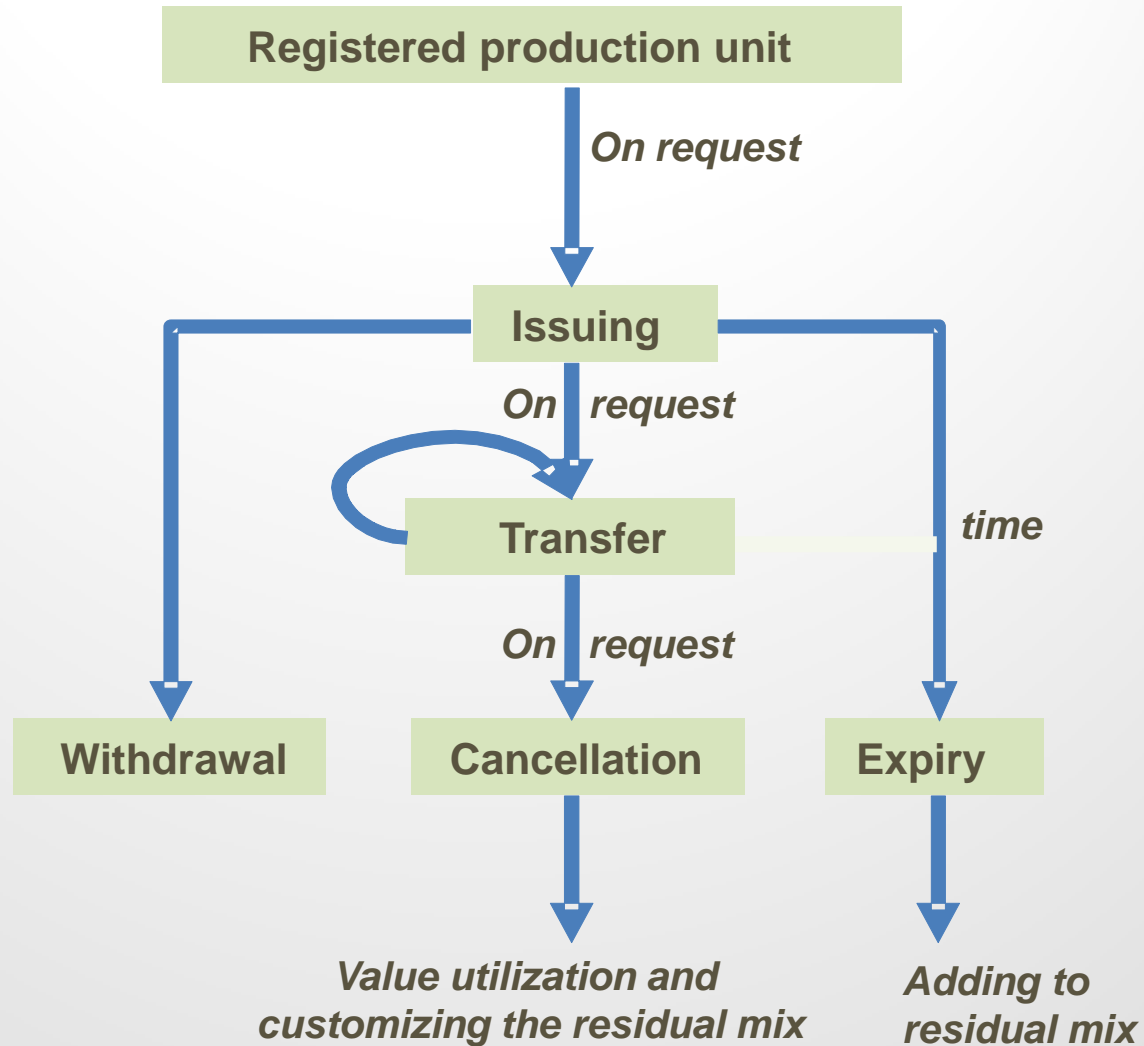 Registered production unit
On request
Issuing
On request
Transfer
time
On request
Withdrawal
Cancellation
Expiry
Value utilization and
customizing the residual mix
Adding to
residual mix